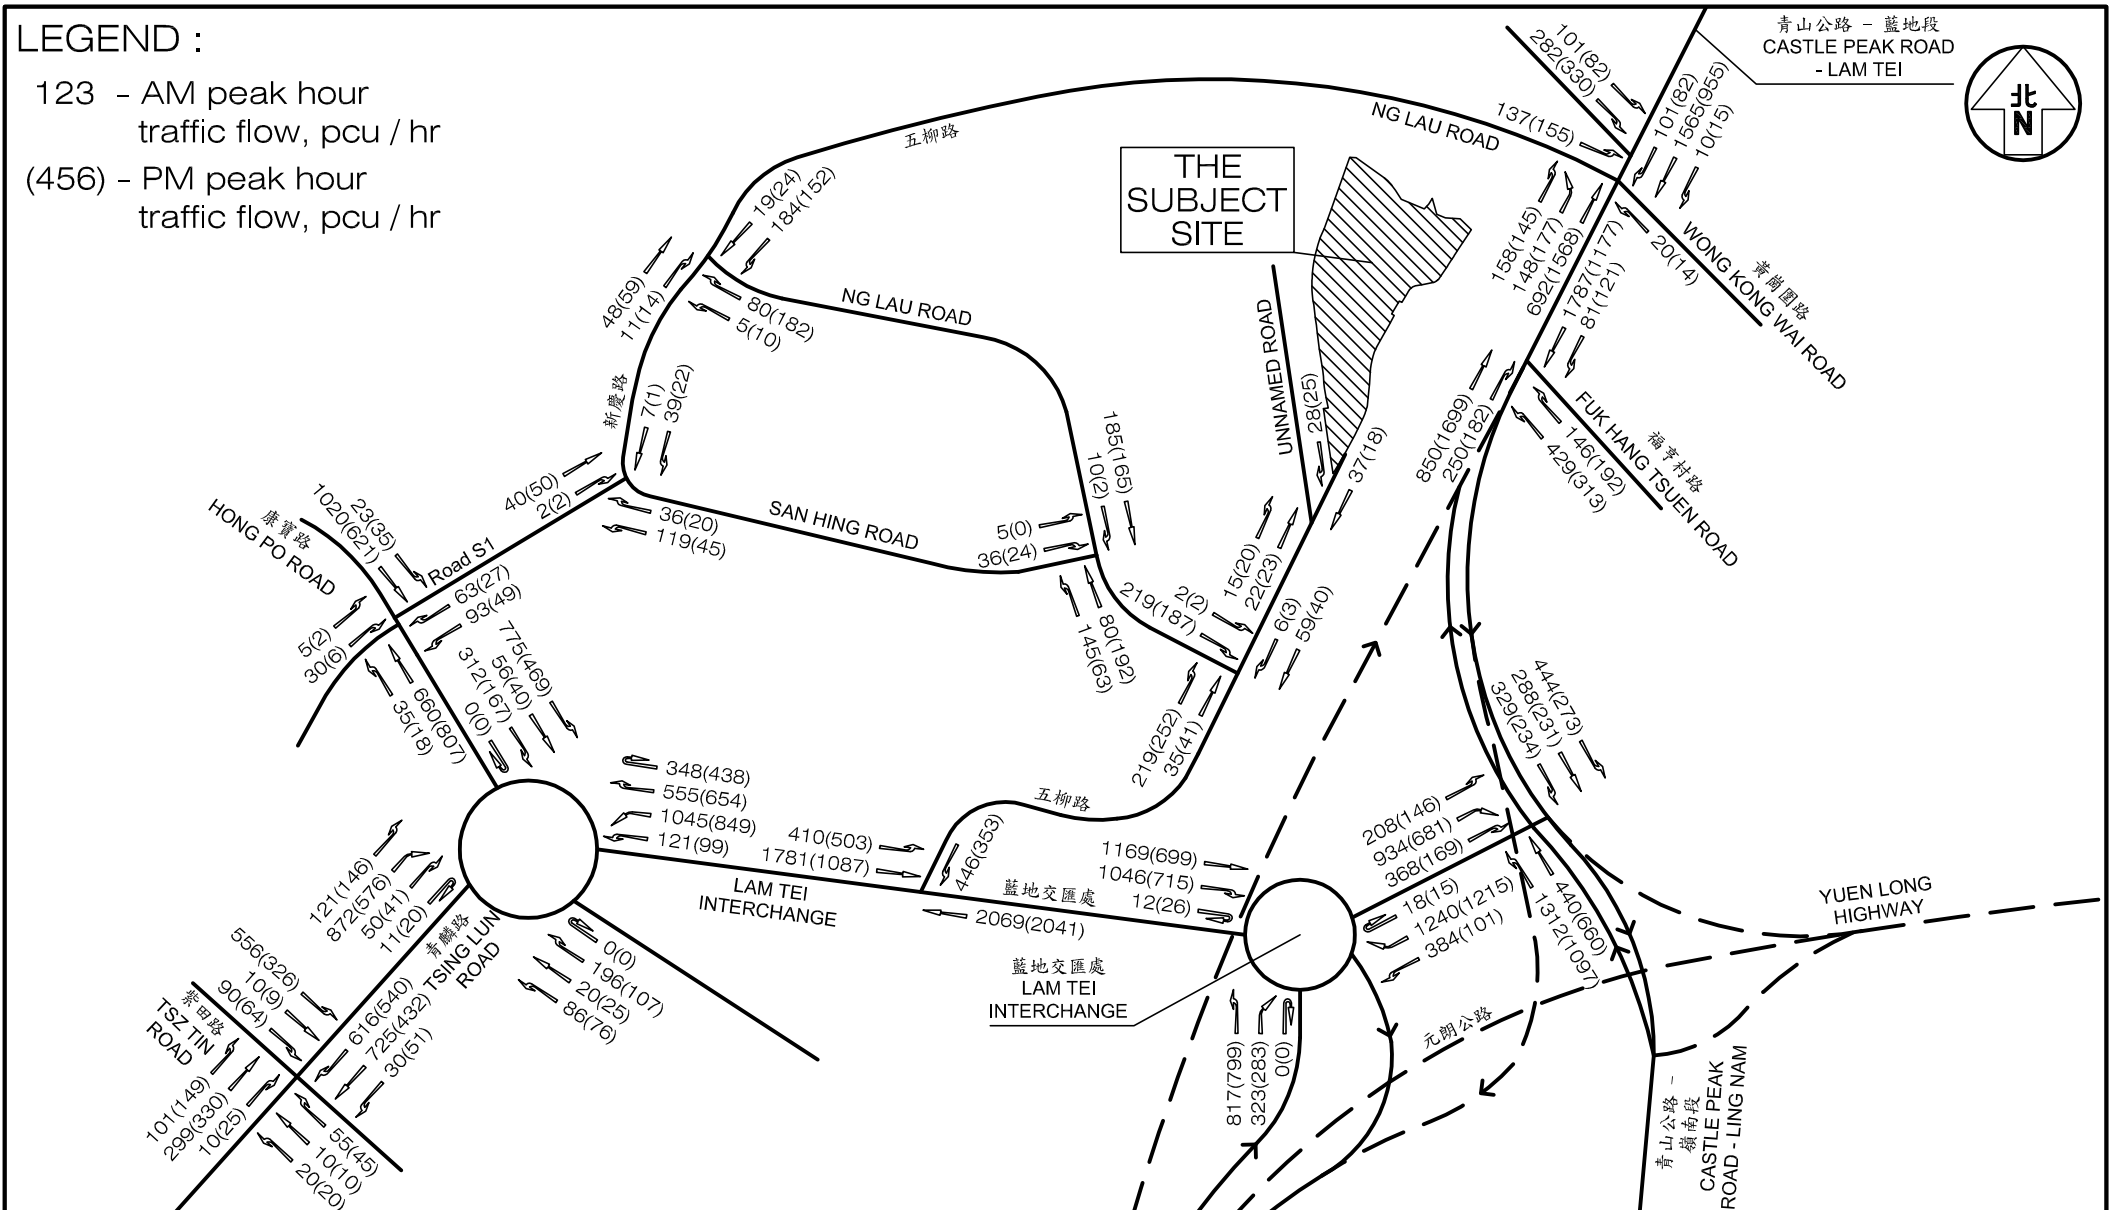 LEGEND :
123 - AM peak hour
traffic flow, pcu / hr
(456) - PM peak hour
traffic flow, pcu / hr
青山公路 - 藍地段
CASTLE PEAK ROAD
- LAM TEI
北
N
101(82)
282(330)
101(82)
1565(955)
10(15)
137(155)
NG LAU ROAD
五柳路
THE
SUBJECT
SITE
19(24)
184(152)
158(145)
148(177)
692(1568)
20(14)
黃崗圍路
WONG KONG WAI ROAD
1787(1177)
81(121)
48(59)
11(14)
80(182)
5(10)
NG LAU ROAD
UNNAMED ROAD
28(25)
37(18)
850(1699)
250(182)
福亨村路
FUK HANG TSUEN ROAD
146(192)
429(313)
新慶路
7(1)
39(22)
185(165)
10(2)
40(50)
2(2)
36(20)
119(45)
SAN HING ROAD
5(0)
36(24)
康寶路
HONG PO ROAD
23(35)
1020(621)
Road S1
63(27)
93(49)
5(2)
30(6)
15(20)
22(23)
2(2)
219(187)
6(3)
59(40)
80(192)
145(63)
775(469)
56(40)
312(167)
0(0)
660(807)
35(18)
219(252)
35(41)
444(273)
288(231)
329(234)
348(438)
555(654)
1045(849)
121(99)
五柳路
410(503)
1781(1087)
446(353)
1169(699)
1046(715)
12(26)
208(146)
934(681)
368(169)
LAM TEI
INTERCHANGE
藍地交匯處
2069(2041)
18(15)
1240(1215)
384(101)
440(660)
1312(1097)
YUEN LONG
HIGHWAY
121(146)
872(576)
50(41)
11(20)
青麟路
TSING LUN
ROAD
0(0)
196(107)
20(25)
86(76)
藍地交匯處
LAM TEI
INTERCHANGE
556(326)
10(9)
90(64)
紫田路
TSZ TIN
ROAD
616(540)
725(432)
30(51)
817(799)
323(283)
0(0)
元朗公路
101(149)
299(330)
10(25)
55(45)
10(10)
20(20)
青山公路 -
嶺南段
CASTLE PEAK
ROAD - LING NAM